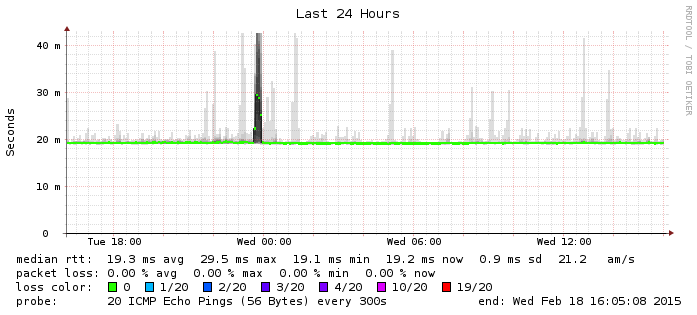 Last 24 Hours
RRDTOOL / TOBI OETIKER
Seconds
40 m
30 m
20 m
10 m
0
Tue 18:00 Wed 00:00 Wed 06:00 Wed 12:00
median rtt: 19.3 ms avg 29.5 ms max 19.1 ms min 19.2 ms now 0.9 ms sd 21.2 am/s
packet loss: 0.00 % avg 0.00 % max 0.00 % min 0.00 % now
loss color: 0 1/20 2/20 3/20 4/20 10/20 19/20
probe: 20 ICMP Echo Pings (56 Bytes) every 300s end: Wed Feb 18 16:05:08 2015